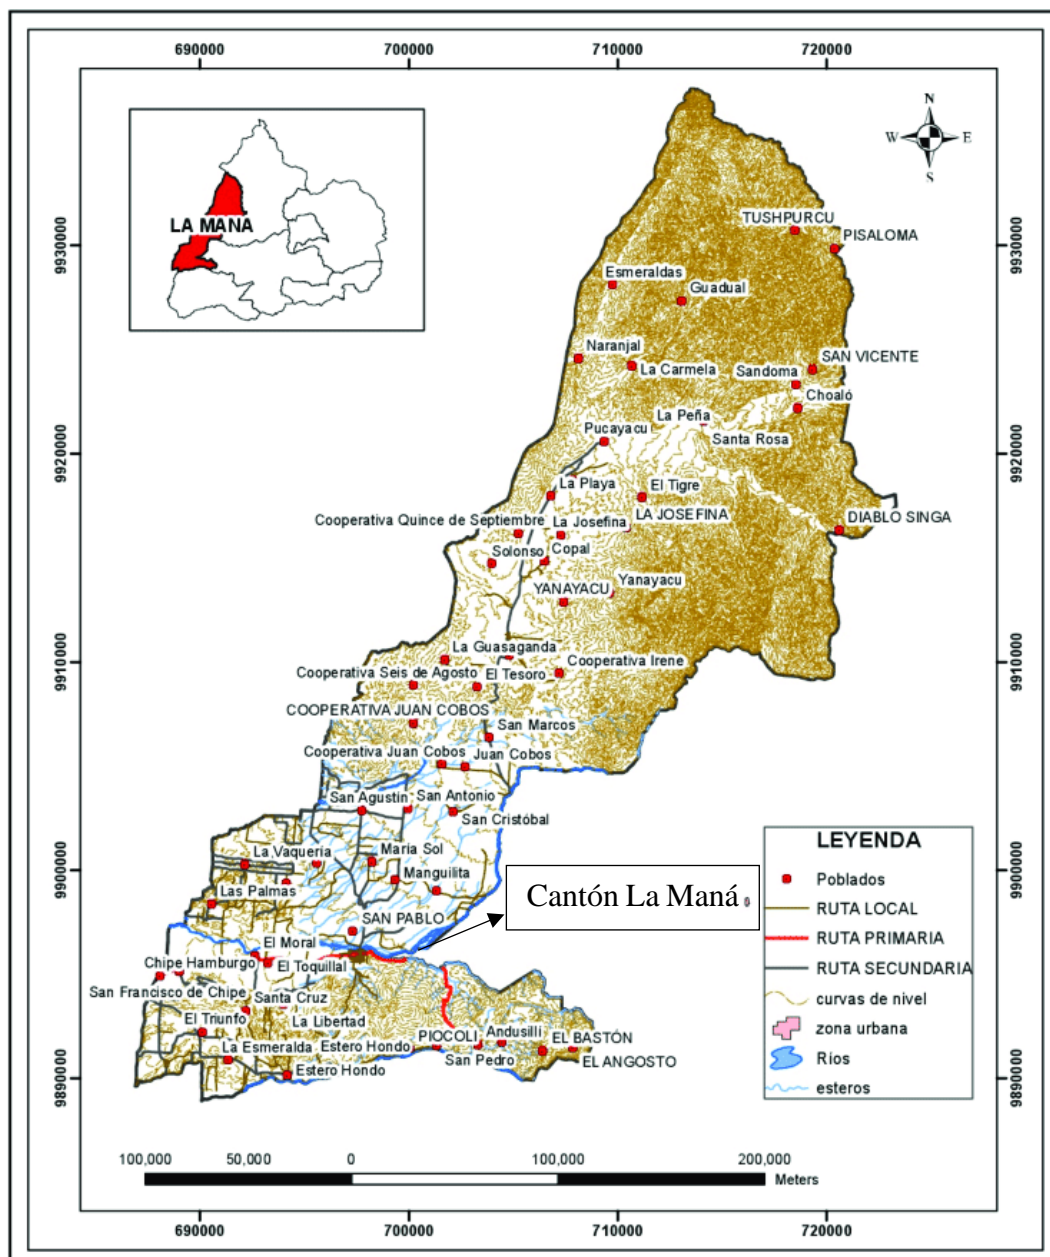 690000 700000 710000 720000
N
W E
S
LA MANA
TUSHPURCU
PISALOMA
9930000 9930000
Esmeraldas
Guadual
Naranjal
SAN VICENTE
La Carmela
Sandoma
Choaló
La Peña
Pucayacu
Santa Rosa
9920000 9920000
La Playa
El Tigre
Cooperativa Quince de Septiembre
La Josefina
LA JOSEFINA
DIABLO SINGA
Solonso
Copal
YANAYACU
Yanayacu
La Guasaganda
9910000 9910000
Cooperativa Irene
Cooperativa Seis de Agosto
El Tesoro
COOPERATIVA JUAN COBOS
San Marcos
Cooperativa Juan Cobos
Juan Cobos
San Agustin
San Antonio
San Cristóbal
La Vaqueria
Maria Sol
9900000 9900000
Manguilita
Las Palmas
SAN PABLO
Cantón La Maná
El Moral
Chipe Hamburgo
El Toquillal
San Francisco de Chipe
Santa Cruz
El Triunfo
La Libertad
PIOCOLI
Andusilli
EL BASTÓN
La Esmeralda
Estero Hondo
San Pedro
EL ANGOSTO
Estero Hondo
9890000 9890000
LEYENDA
Poblados
RUTA LOCAL
RUTA PRIMARIA
RUTA SECUNDARIA
curvas de nivel
zona urbana
Ríos
esteros
100,000 50,000 0 100,000 200,000
Meters
690000 700000 710000 720000